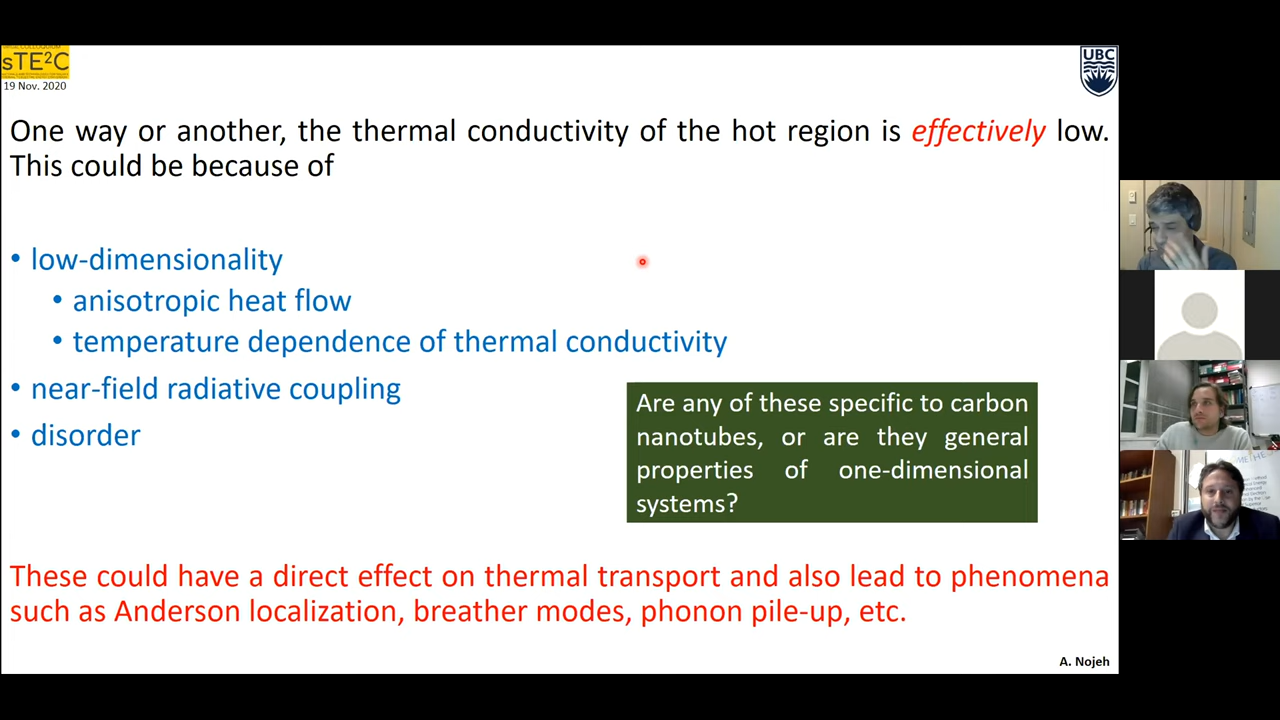 sTE²C
19 Nov. 2020
UBC
One way or another, the thermal conductivity of the hot region is effectively low.
This could be because of
• low-dimensionality
• anisotropic heat flow
• temperature dependence of thermal conductivity
• near-field radiative coupling
• disorder
Are any of these specific to carbon
nanotubes, or are they general
properties of one-dimensional
systems?
These could have a direct effect on thermal transport and also lead to phenomena
such as Anderson localization, breather modes, phonon pile-up, etc.
A. Nojeh